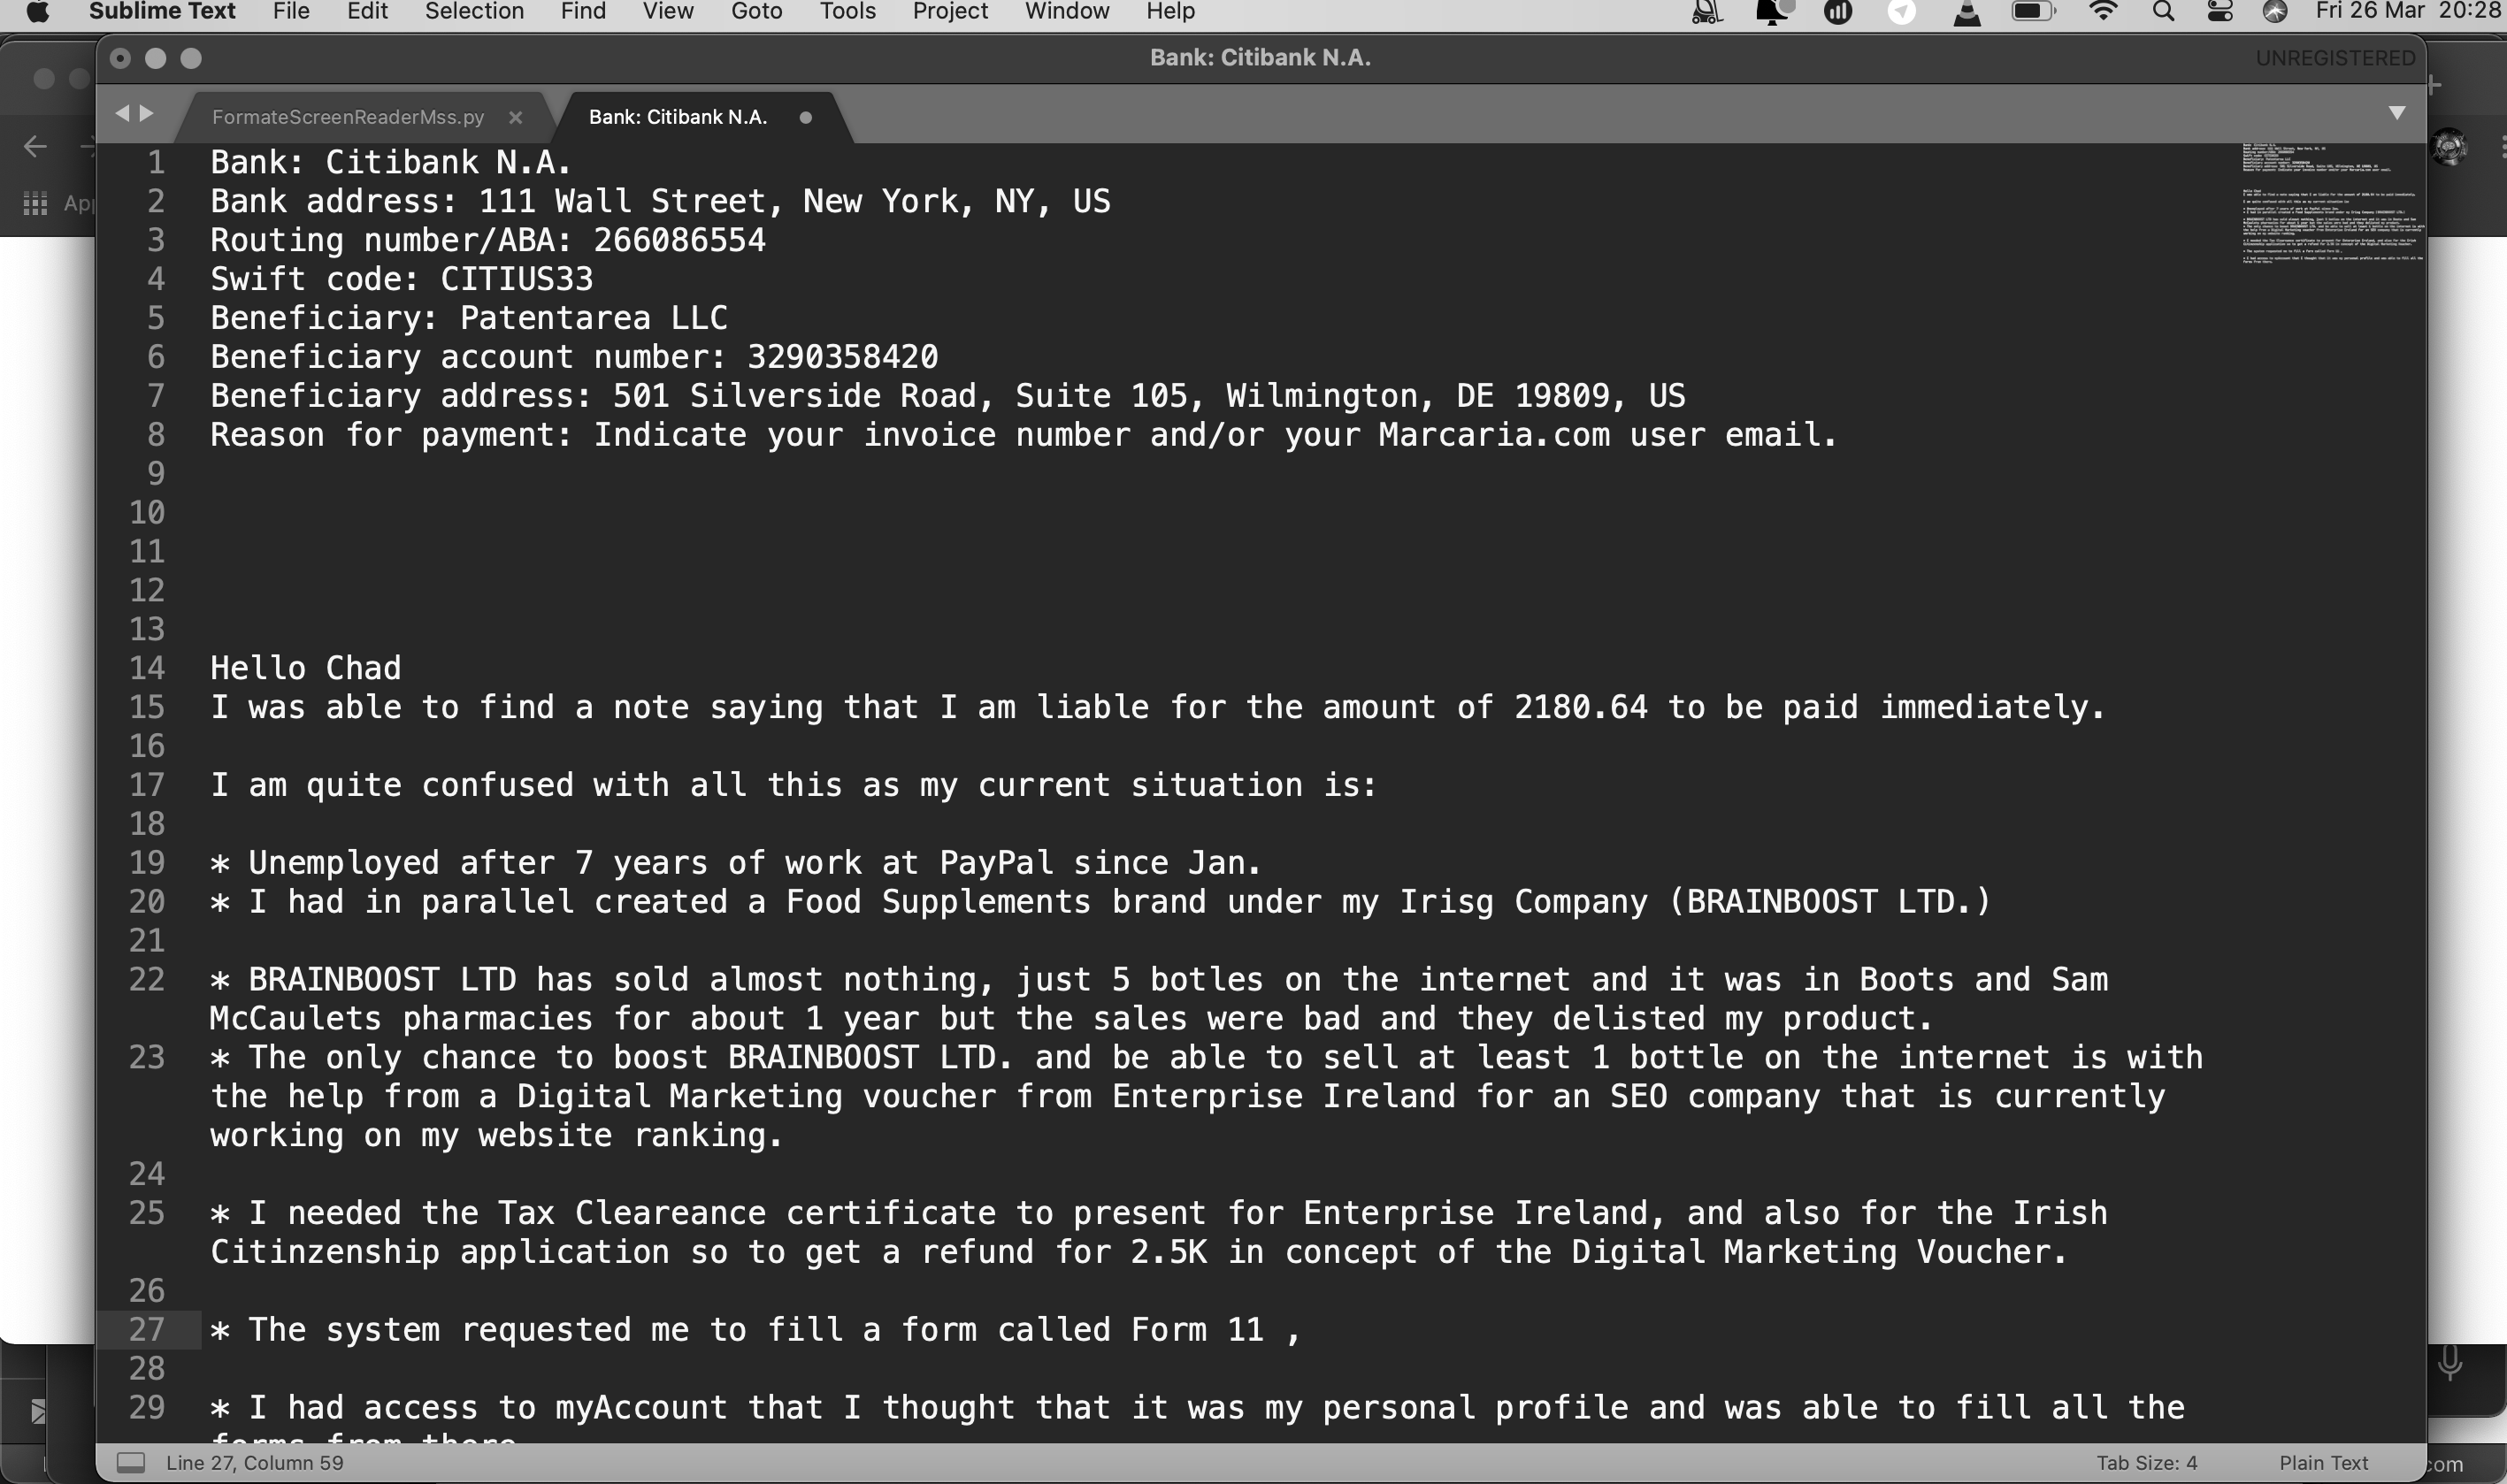 Sublime Text File Edit Selection Find View Goto Tools Project Window Help Fri 26 Mar 20:28
Bank: Citibank N.A. UNREGISTERED
FormateScreenReaderMss.py Bank: Citibank N.A.
1 Bank: Citibank N.A.
2 Bank address: 111 Wall Street, New York, NY, US
3 Routing number/ABA: 266086554
4 Swift code: CITIUS33
5 Beneficiary: Patentarea LLC
6 Beneficiary account number: 3290358420
7 Beneficiary address: 501 Silverside Road, Suite 105, Wilmington, DE 19809, US
8 Reason for payment: Indicate your invoice number and/or your Marcaria.com user email.
9
10
11
12
13
14 Hello Chad
15 I was able to find a note saying that I am liable for the amount of 2180.64 to be paid immediately.
16
17 I am quite confused with all this as my current situation is:
18
19 * Unemployed after 7 years of work at PayPal since Jan.
20 * I had in parallel created a Food Supplements brand under my Irisg Company (BRAINBOOST LTD.)
21
22 * BRAINBOOST LTD has sold almost nothing, just 5 botles on the internet and it was in Boots and Sam
McCaulets pharmacies for about 1 year but the sales were bad and they delisted my product.
23 * The only chance to boost BRAINBOOST LTD. and be able to sell at least 1 bottle on the internet is with
the help from a Digital Marketing voucher from Enterprise Ireland for an SEO company that is currently
working on my website ranking.
24
25 * I needed the Tax Cleareance certificate to present for Enterprise Ireland, and also for the Irish
Citinzenship application so to get a refund for 2.5K in concept of the Digital Marketing Voucher.
26
27 * The system requested me to fill a form called Form 11 ,
28
29 * I had access to myAccount that I thought that it was my personal profile and was able to fill all the
forms from there
Line 27, Column 59 Tab Size: 4 Plain Text